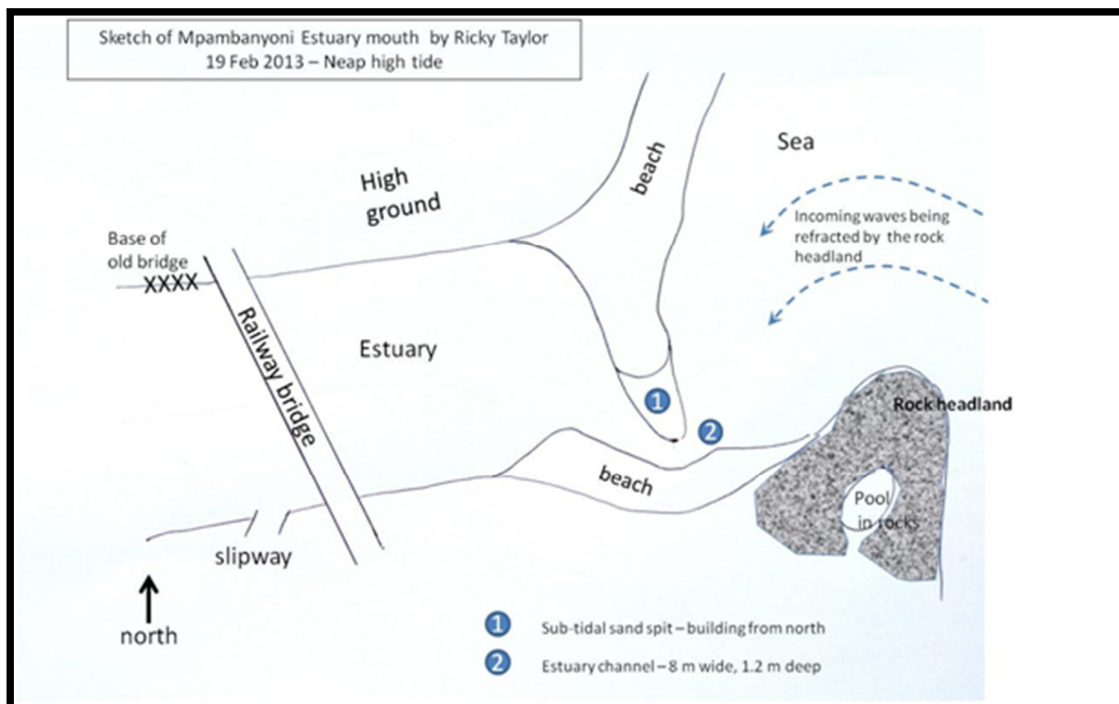 Sketch of Mpambanyoni Estuary mouth by Ricky Taylor
19 Feb 2013 – Neap high tide
Sea
beach
High
ground
Incoming waves being
refracted by the rock
headland
Base of
old bridge
XXXX
Railway bridge
Estuary
1
Rock headland
2
beach
Pool
in rocks
slipway
north
1 Sub-tidal sand spit – building from north
2 Estuary channel – 8 m wide, 1.2 m deep